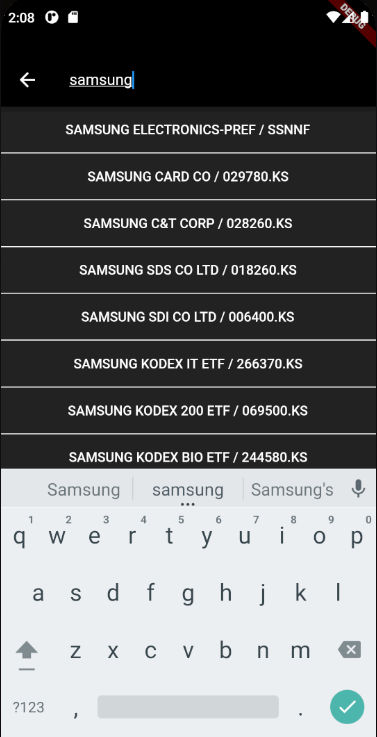 2:08
DEBUG
samsung
SAMSUNG ELECTRONICS-PREF / SSNNF
SAMSUNG CARD CO / 029780.KS
SAMSUNG C&T CORP / 028260.KS
SAMSUNG SDS CO LTD / 018260.KS
SAMSUNG SDI CO LTD / 006400.KS
SAMSUNG KODEX IT ETF / 266370.KS
SAMSUNG KODEX 200 ETF / 069500.KS
SAMSUNG KODEX BIO ETF / 244580.KS
Samsung samsung Samsung's
1 2 3 4 5 6 7 8 9 0
q w e r t y u i o p
a s d f g h j k l
z x c v b n m
?123 , .